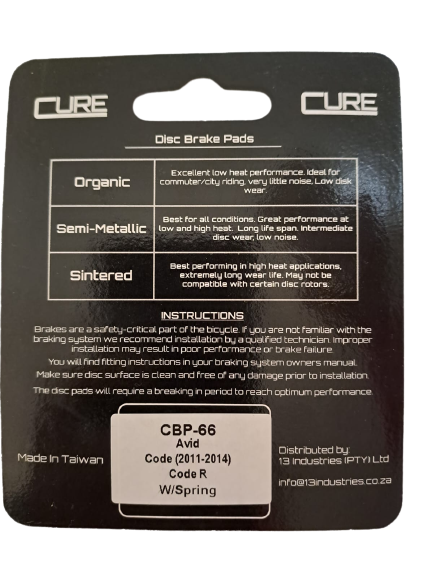 CURE
CURE
Disc Brake Pads
Organic
Excellent low heat performance. Ideal for
commuter/city riding, very little noise, Low disk
wear.
Semi-Metallic
Best for all conditions. Great performance at
low and high heat. Long life span. Intermediate
disc wear, low noise.
Sintered
Best performing in high heat applications,
extremely long wear life. May not be
compatible with certain disc rotors.
INSTRUCTIONS
Brakes are a safety-critical part of the bicycle. If you are not familiar with the
braking system we recommend installation by a qualified technician. Improper
installation may result in poor performance or brake failure.
You will find fitting instructions in your braking system owners manual.
Make sure disc surface is clean and free of any damage prior to installation.
The disc pads will require a breaking in period to reach optimum performance.
Made In Taiwan
CBP-66
Avid
Code (2011-2014)
Code R
W/Spring
Distributed by:
13 Industries (PTY) Ltd
info@13industries.co.za